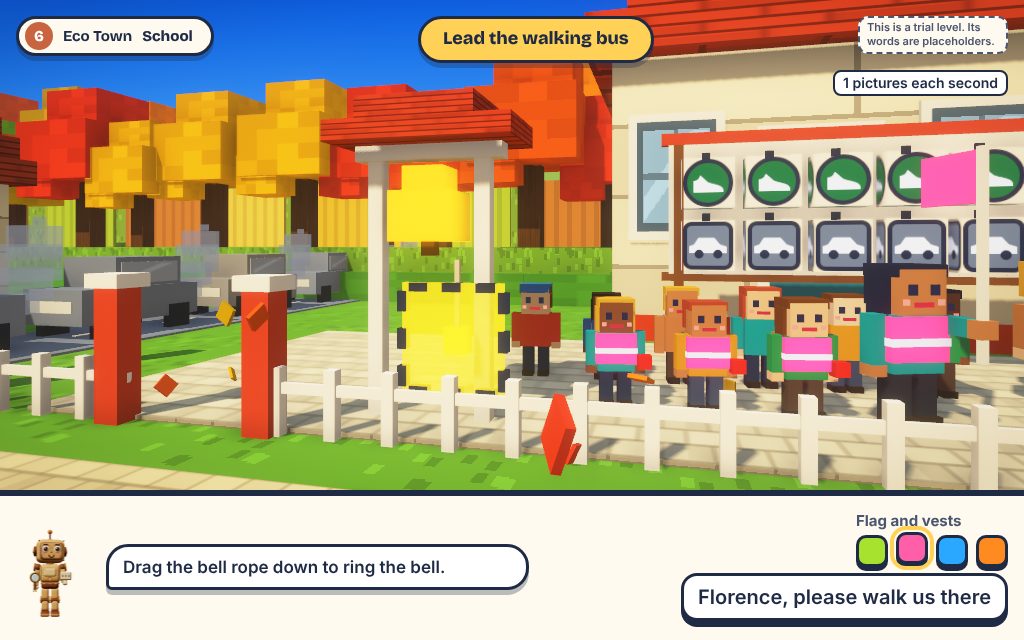 6 Eco Town School
Lead the walking bus
This is a trial level. Its
words are placeholders.
1 pictures each second
Drag the bell rope down to ring the bell.
Flag and vests
Florence, please walk us there